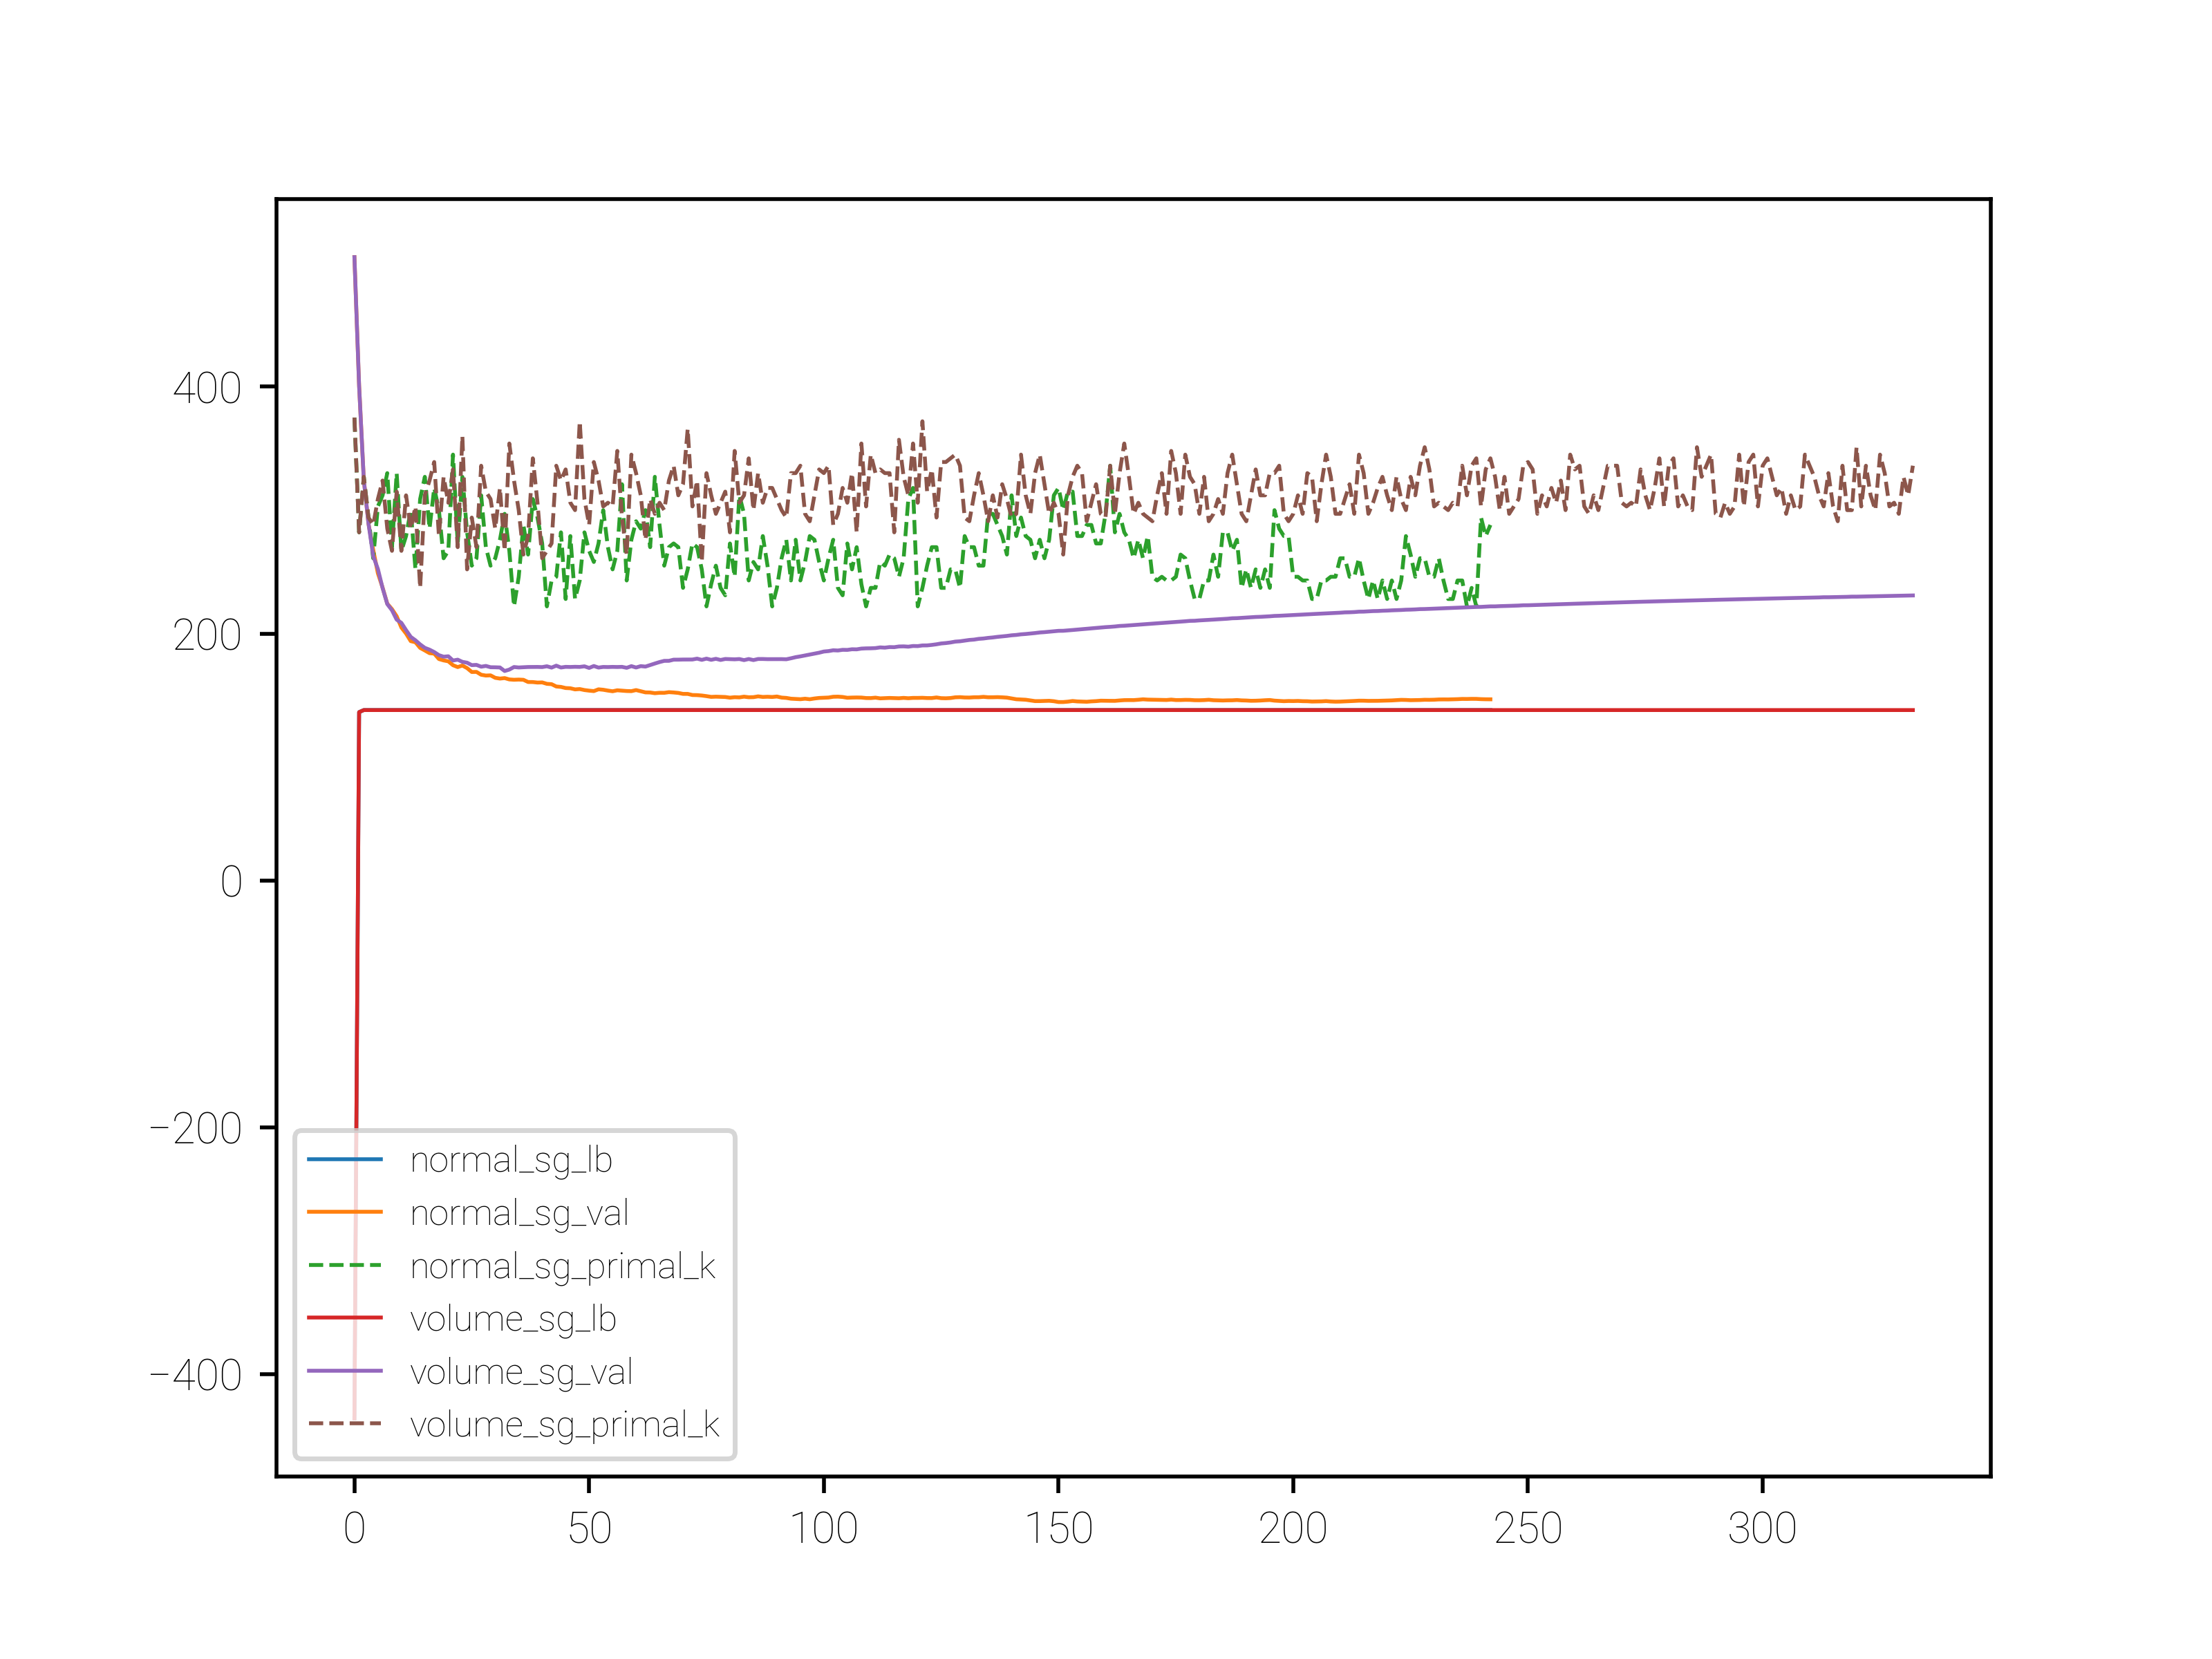 400
200
0
−200
−400
normal_sg_lb
normal_sg_val
normal_sg_primal_k
volume_sg_lb
volume_sg_val
volume_sg_primal_k
0 50 100 150 200 250 300